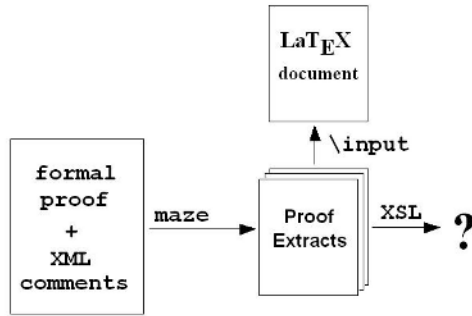 LaTEX
document
\input
formal
proof
+
XML
comments
maze
Proof
Extracts
XSL
?